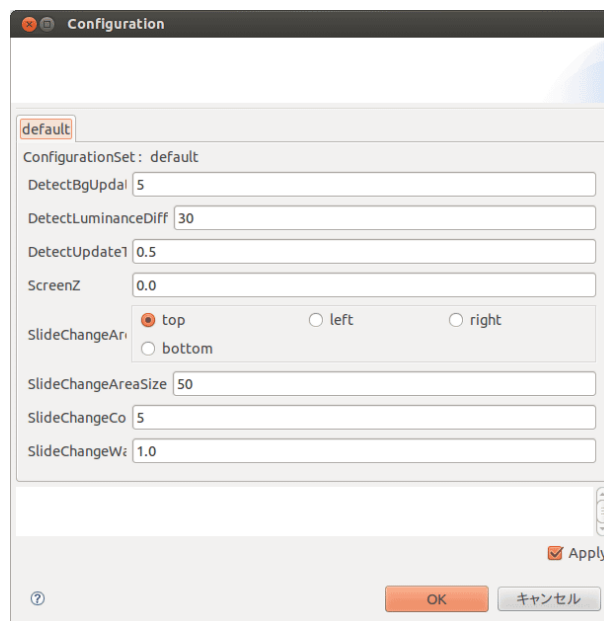 Configuration
default
ConfigurationSet: default
DetectBgUpdat 5
DetectLuminanceDiff 30
DetectUpdateT 0.5
ScreenZ 0.0
SlideChangeAre
top left right
bottom
SlideChangeAreaSize 50
SlideChangeCo 5
SlideChangeWa 1.0
Apply
OK キャンセル